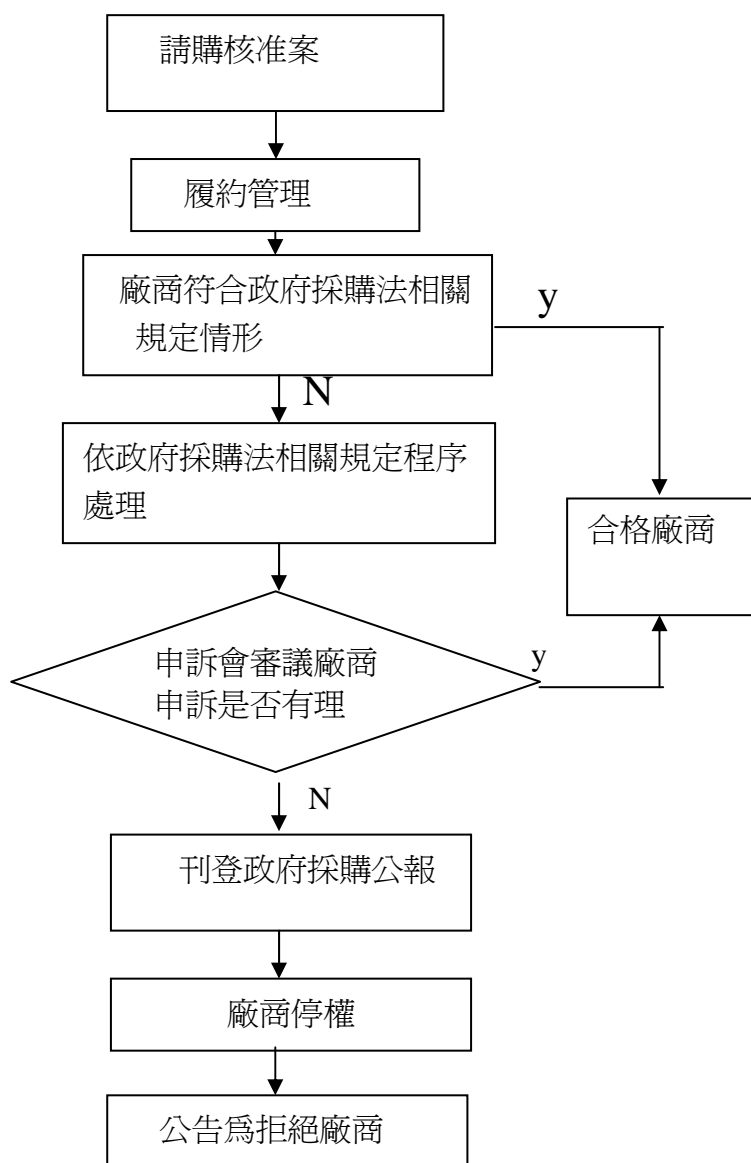 請購核准案
履約管理
廠商符合政府採購法相關
規定情形
y
N
依政府採購法相關規定程序
處理
合格廠商
申訴會審議廠商
申訴是否有理
y
N
刊登政府採購公報
廠商停權
公告為拒絕廠商